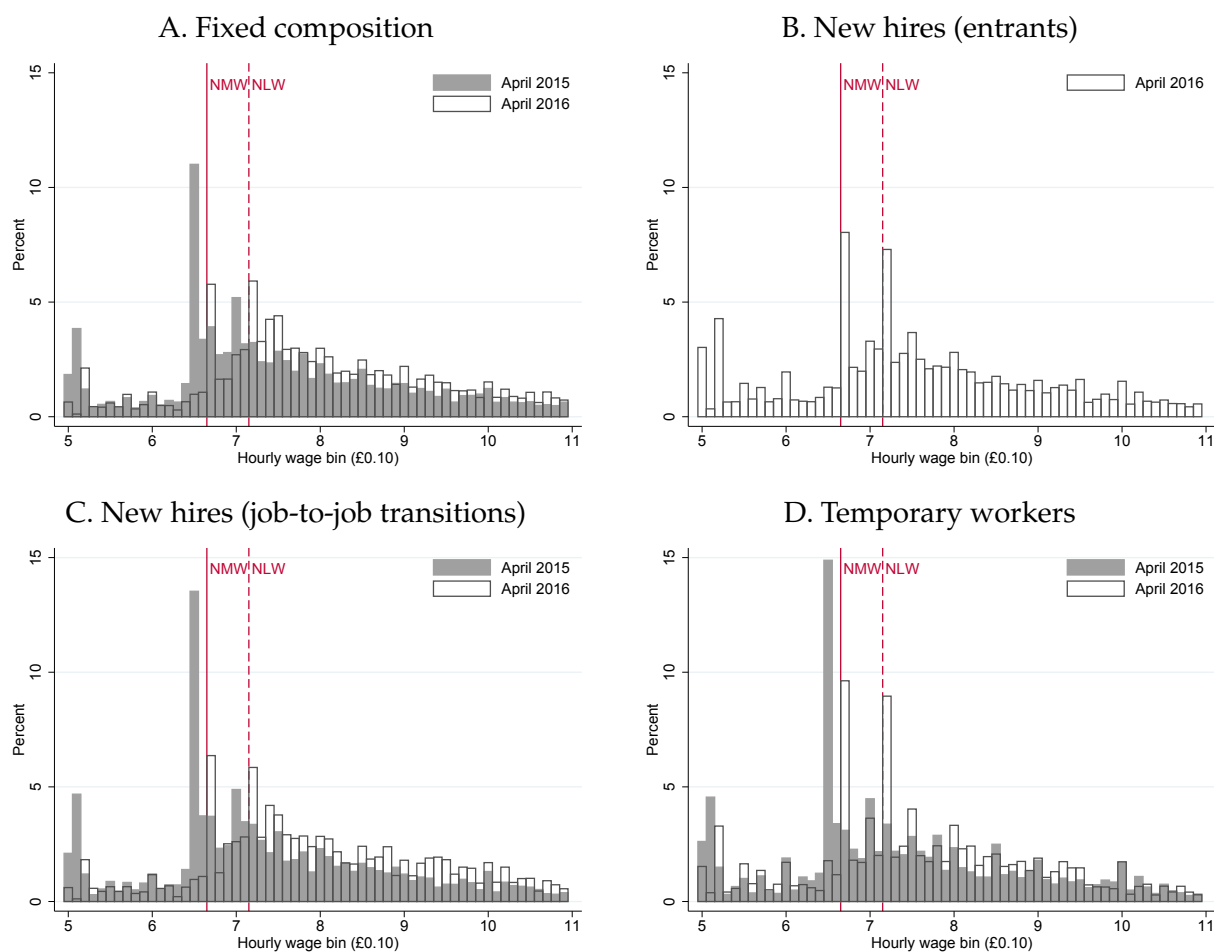 A. Fixed composition
15
10
5
0
Percent
NMW NLW
April 2015
April 2016
5 6 7 8 9 10 11
Hourly wage bin (£0.10)
B. New hires (entrants)
15
10
5
0
Percent
NMW NLW
April 2016
5 6 7 8 9 10 11
Hourly wage bin (£0.10)
C. New hires (job-to-job transitions)
15
10
5
0
Percent
NMW NLW
April 2015
April 2016
5 6 7 8 9 10 11
Hourly wage bin (£0.10)
D. Temporary workers
15
10
5
0
Percent
NMW NLW
April 2015
April 2016
5 6 7 8 9 10 11
Hourly wage bin (£0.10)